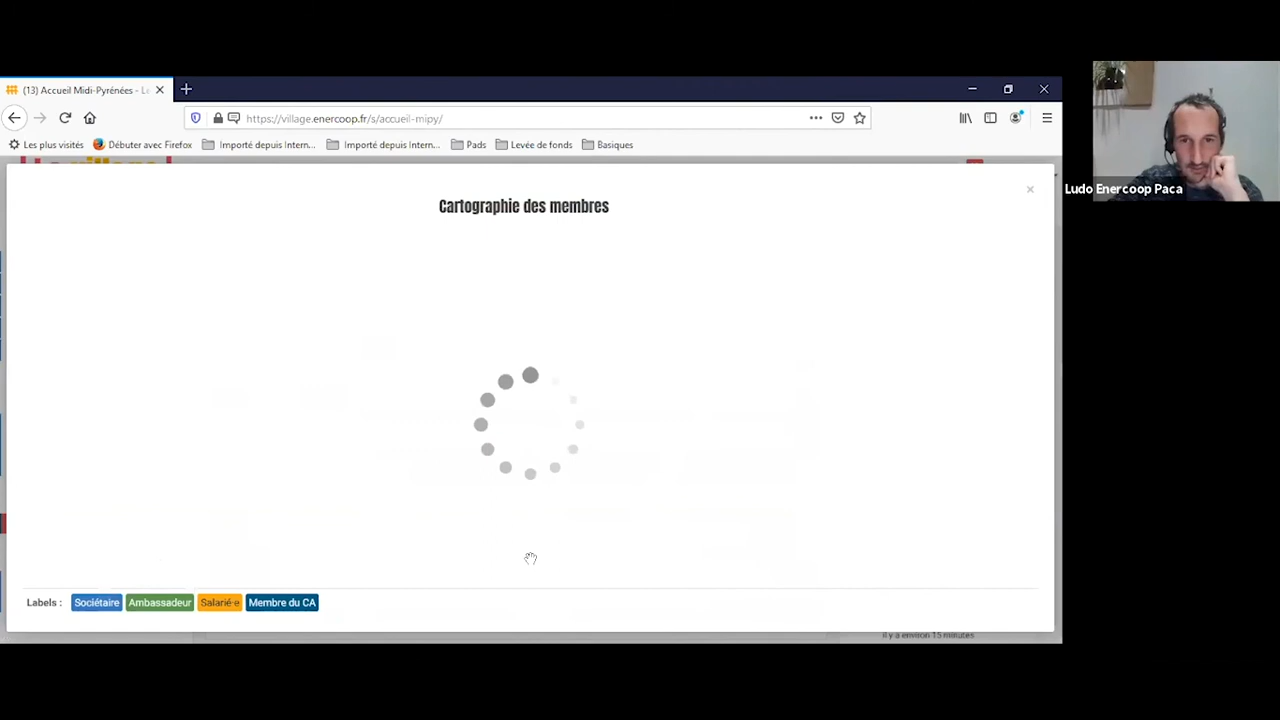 (13) Accueil Midi-Pyrénées - Le
https://village.enercoop.fr/s/accueil-mipy/
Les plus visités Débuter avec Firefox Importé depuis Intern... Importé depuis Intern... Pads Levée de fonds Basiques
Cartographie des membres
Ludo Enercoop Paca
Labels : Sociétaire Ambassadeur Salarié·e Membre du CA
il y a environ 15 minutes